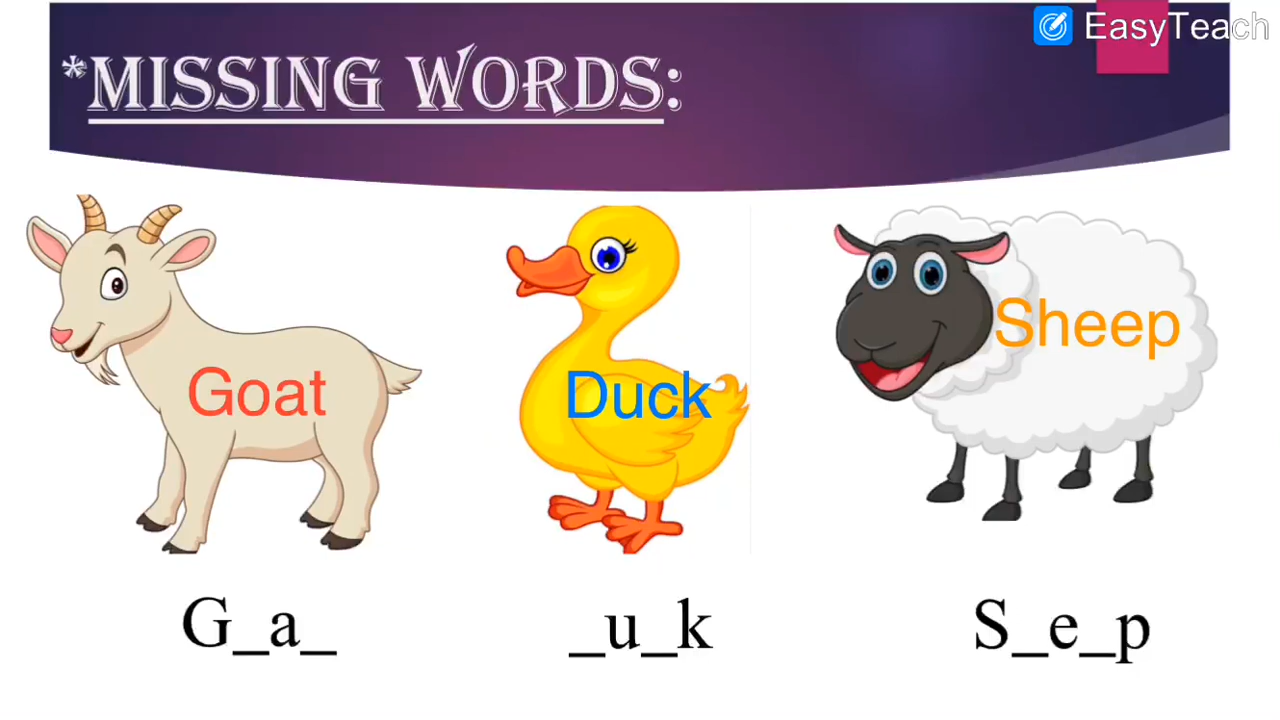 EasyTeach
*MISSING WORDS:
Goat
Duck
Sheep
G_a_
_u_k
S_e_p